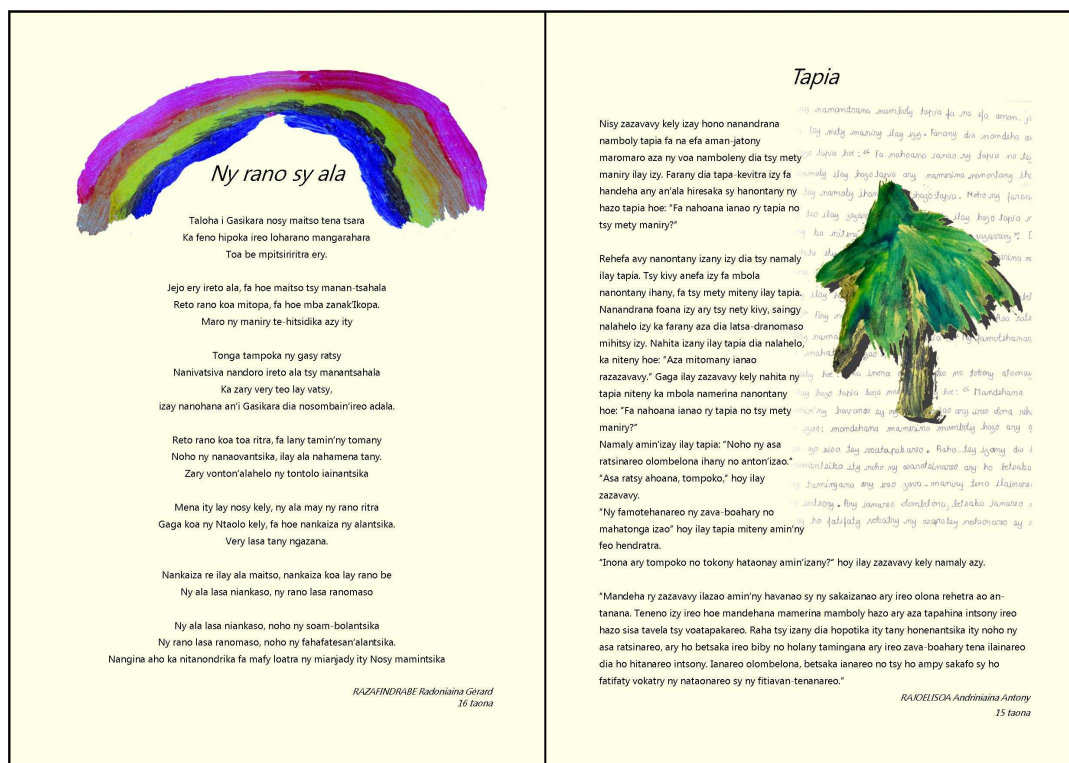 Ny rano sy ala
Taloha i Gasikara nosy maitso tena tsara
Ka feno hipoka ireo loharano mangarahara
Toa be mpitsiriritra ery.
Jejo ery ireto ala, fa hoe maitso tsy manan-tsahala
Reto rano koa mitopa, fa hoe mba zanak'Ikopa.
Maro ny maniry te-hitsidika azy ity
Tonga tampoka ny gasy ratsy
Nanivatsiva nandoro ireto ala tsy manantsahala
Ka zary very teo lay vatsy,
izay nanohana an'i Gasikara dia nosombain'ireo adala.
Reto rano koa toa ritra, fa lany tamin'ny tomany
Noho ny nanaovantsika, ilay ala nahamena tany.
Zary vonton'alahelo ny tontolo iainantsika
Mena ity lay nosy kely, ny ala may ny rano ritra
Gaga koa ny Ntaolo kely, fa hoe nankaiza ny alantsika.
Very lasa tany ngazana.
Nankaiza re ilay ala maitso, nankaiza koa lay rano be
Ny ala lasa niankaso, ny rano lasa ranomaso
Ny ala lasa niankaso, noho ny soam-bolantsika
Ny rano lasa ranomaso, noho ny fahafatesan'alantsika.
Nangina aho ka nitanondrika fa mafy loatra ny mianjady ity Nosy mamintsika
RAZAFINDRABE Radoniaina Gérard
16 taona
Tapia
Nisy zazavavy kely izay hono nanandrana
namboly tapia fa na efa aman-jatony
maromaro aza ny voa namboleny dia tsy mety
maniry ilay izy. Farany dia tapa-kevitra izy fa
handeha any an'ala hiresaka sy hanontany ny
hazo tapia hoe: "Fa nahoana ianao ry tapia no
tsy mety maniry?"
Rehefa avy nanontany izany izy dia tsy namaly
ilay tapia. Tsy kivy anefa izy fa mbola
nanontany ihany, fa tsy mety miteny ilay tapia.
Nanandrana foana izy ary tsy nety kivy, saingy
nalahelo izy ka farany aza dia latsa-dranomaso
mihitsy izy. Nahita izany ilay tapia dia nalahelo,
ka niteny hoe: "Aza mitomany ianao
razazavavy." Gaga ilay zazavavy kely nahita ny
tapia niteny ka mbola namerina nanontany
hoe: "Fa nahoana ianao ry tapia no tsy mety
maniry?"
Namaly amin'izay ilay tapia: "Noho ny asa
ratsinareo olombelona ihany no anton'izao."
"Asa ratsy ahoana, tompoko," hoy ilay
zazavavy.
"Ny famotehanareo ny zava-boahary no
mahatonga izao" hoy ilay tapia miteny amin'ny
feo hendratra.
"Inona ary tompoko no tokony hataonay amin'izany?" hoy ilay zazavavy kely namaly azy.
"Mandeha ry zazavavy ilazao amin'ny havanao sy ny sakaizanao ary ireo olona rehetra ao an-
tanana. Teneno izy ireo hoe mandehana mamerina mamboly hazo ary aza tapahina intsony ireo
hazo sisa tavela tsy voatapakareo. Raha tsy izany dia hopotika ity tany honenantsika ity noho ny
asa ratsinareo, ary ho betsaka ireo biby no holany tamingana ary ireo zava-boahary tena ilainareo
dia ho hitanareo intsony. Ianareo olombelona, betsaka ianareo no tsy ho ampy sakafo sy ho
fatifaty vokatry ny nataonareo sy ny fitiavan-tenanareo."
RAJOELISOA Andriniaina Antony
15 taona